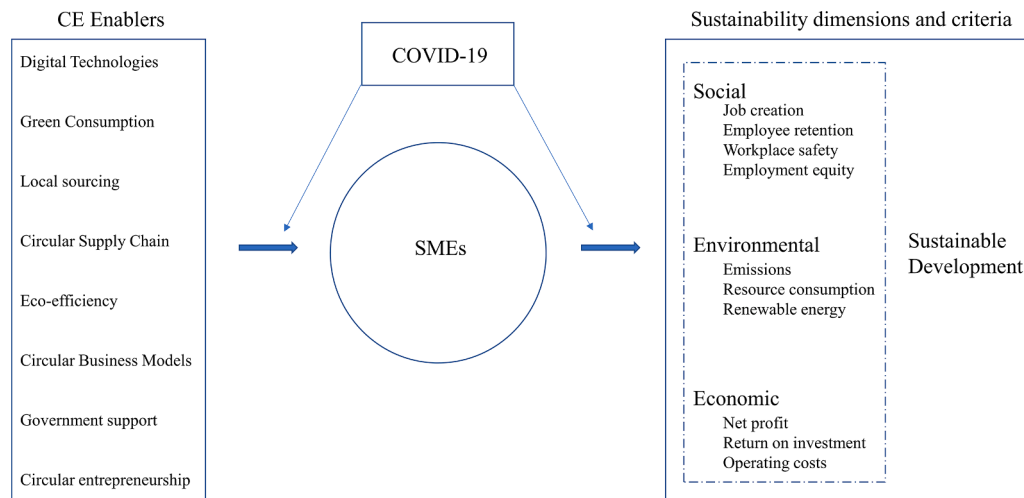 CE Enablers
Digital Technologies
Green Consumption
Local sourcing
Circular Supply Chain
Eco-efficiency
Circular Business Models
Government support
Circular entrepreneurship
COVID-19
SMEs
Sustainability dimensions and criteria
Social
Job creation
Employee retention
Workplace safety
Employment equity
Environmental
Emissions
Resource consumption
Renewable energy
Economic
Net profit
Return on investment
Operating costs
Sustainable
Development